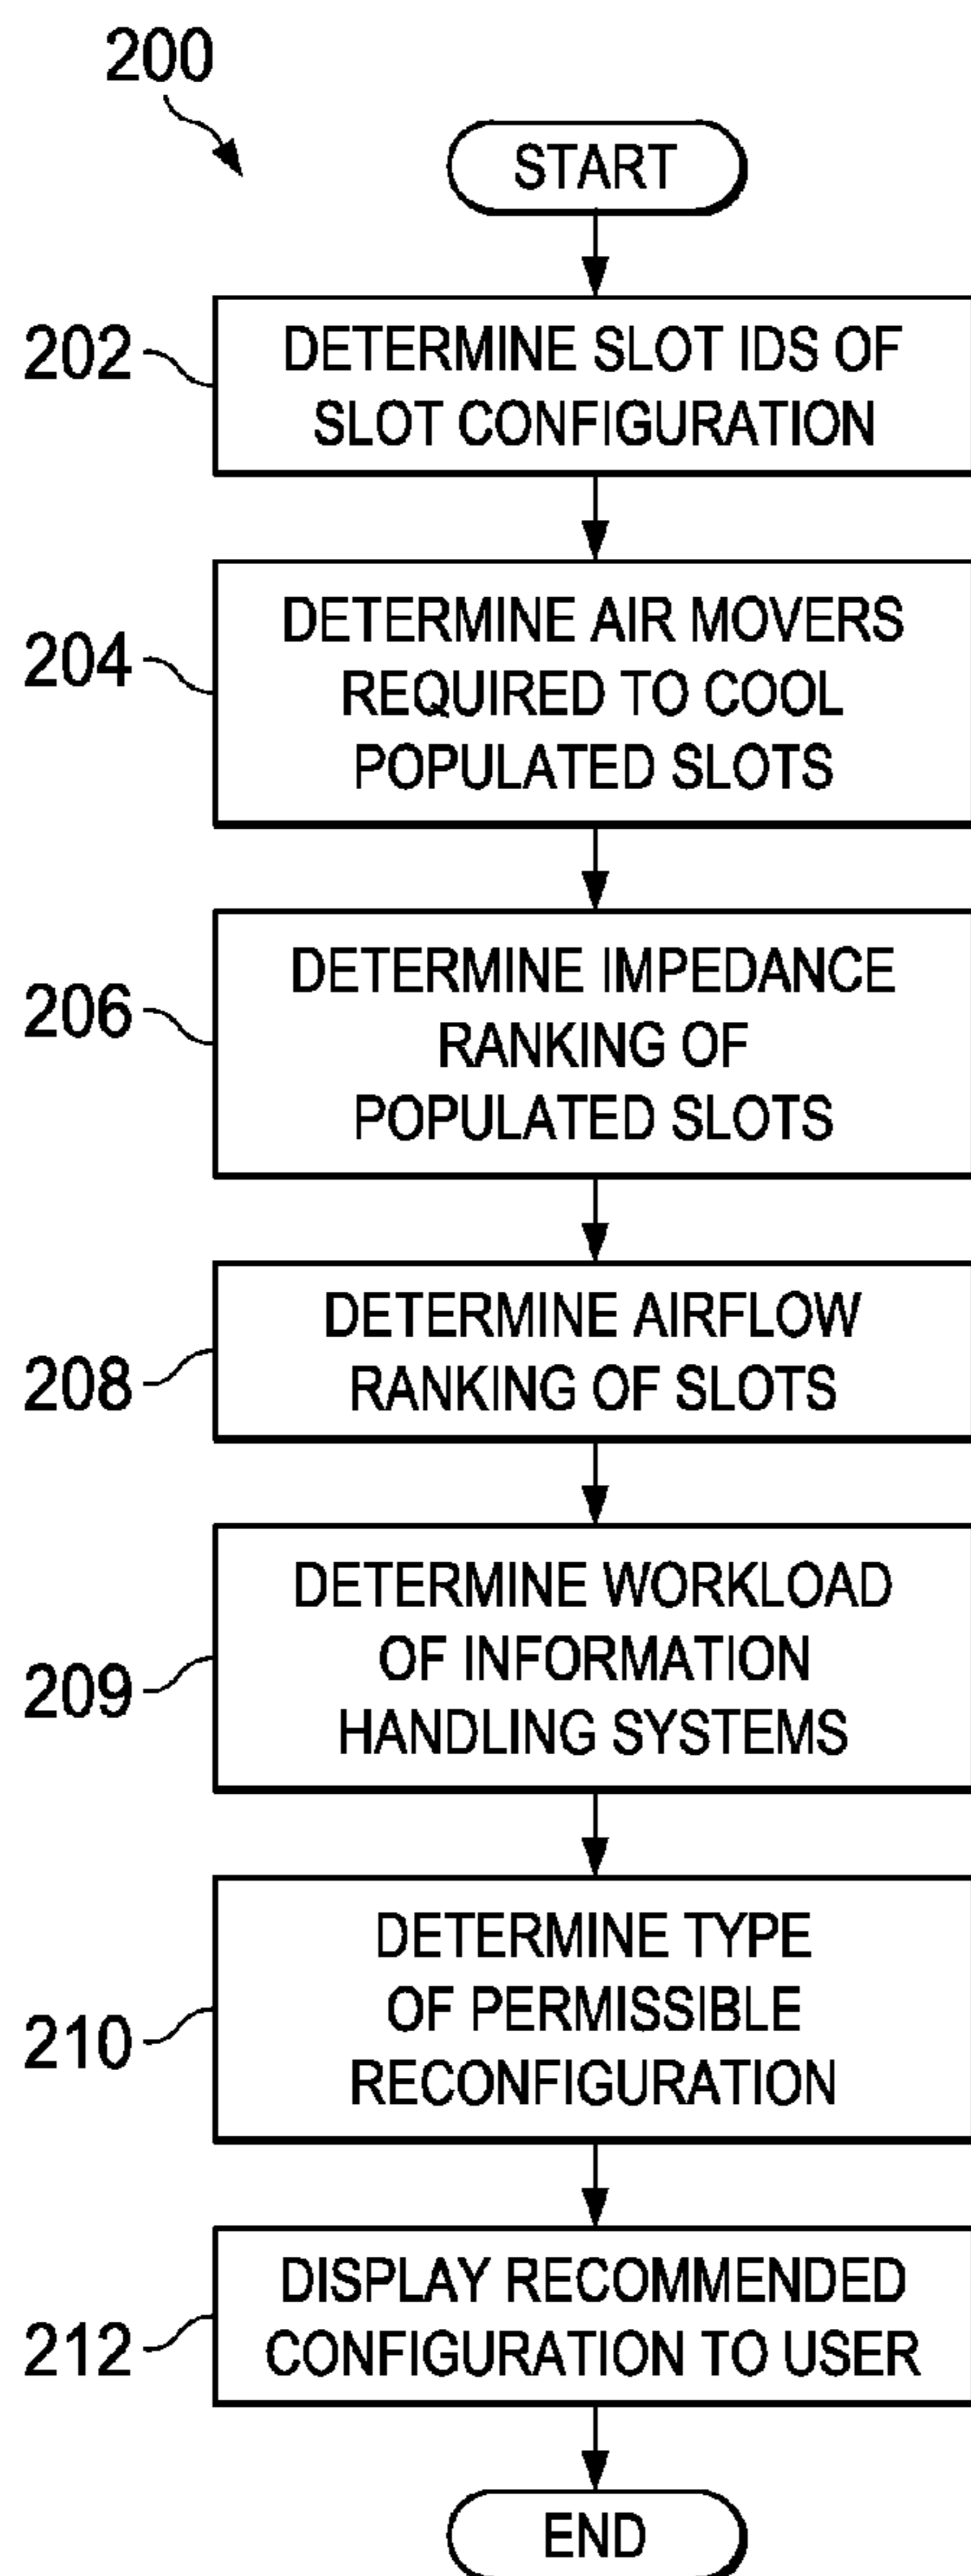 200
START
202
DETERMINE SLOT IDS OF
SLOT CONFIGURATION
204
DETERMINE AIR MOVERS
REQUIRED TO COOL
POPULATED SLOTS
206
DETERMINE IMPEDANCE
RANKING OF
POPULATED SLOTS
208
DETERMINE AIRFLOW
RANKING OF SLOTS
209
DETERMINE WORKLOAD
OF INFORMATION
HANDLING SYSTEMS
210
DETERMINE TYPE
OF PERMISSIBLE
RECONFIGURATION
212
DISPLAY RECOMMENDED
CONFIGURATION TO USER
END